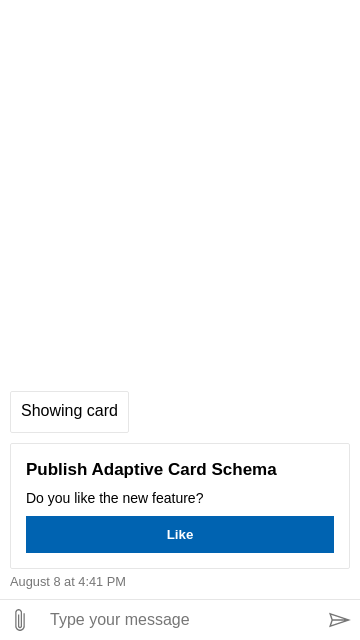 Showing card
Publish Adaptive Card Schema
Do you like the new feature?
Like
August 8 at 4:41 PM
Type your message